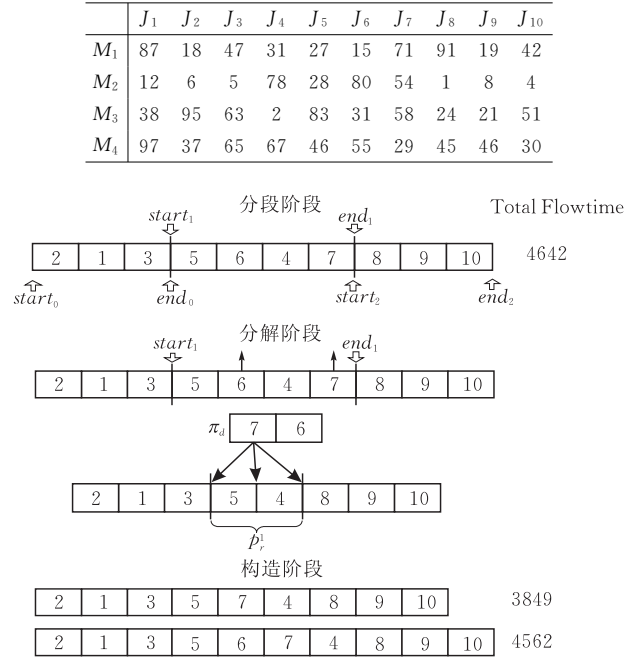 J1 J2 J3 J4 J5 J6 J7 J8 J9 J10
M1 87 18 47 31 27 15 71 91 19 42
M2 12 6 5 78 28 80 54 1 8 4
M3 38 95 63 2 83 31 58 24 21 51
M4 97 37 65 67 46 55 29 45 46 30
分段阶段
start1 end1 Total Flowtime
2 1 3 5 6 4 7 8 9 10 4642
start0 end0 start2 end2
分解阶段
start1 end1
2 1 3 5 6 4 7 8 9 10
πd 7 6
2 1 3 5 4 8 9 10
p1r
构造阶段
2 1 3 5 7 4 8 9 10 3849
2 1 3 5 6 7 4 8 9 10 4562